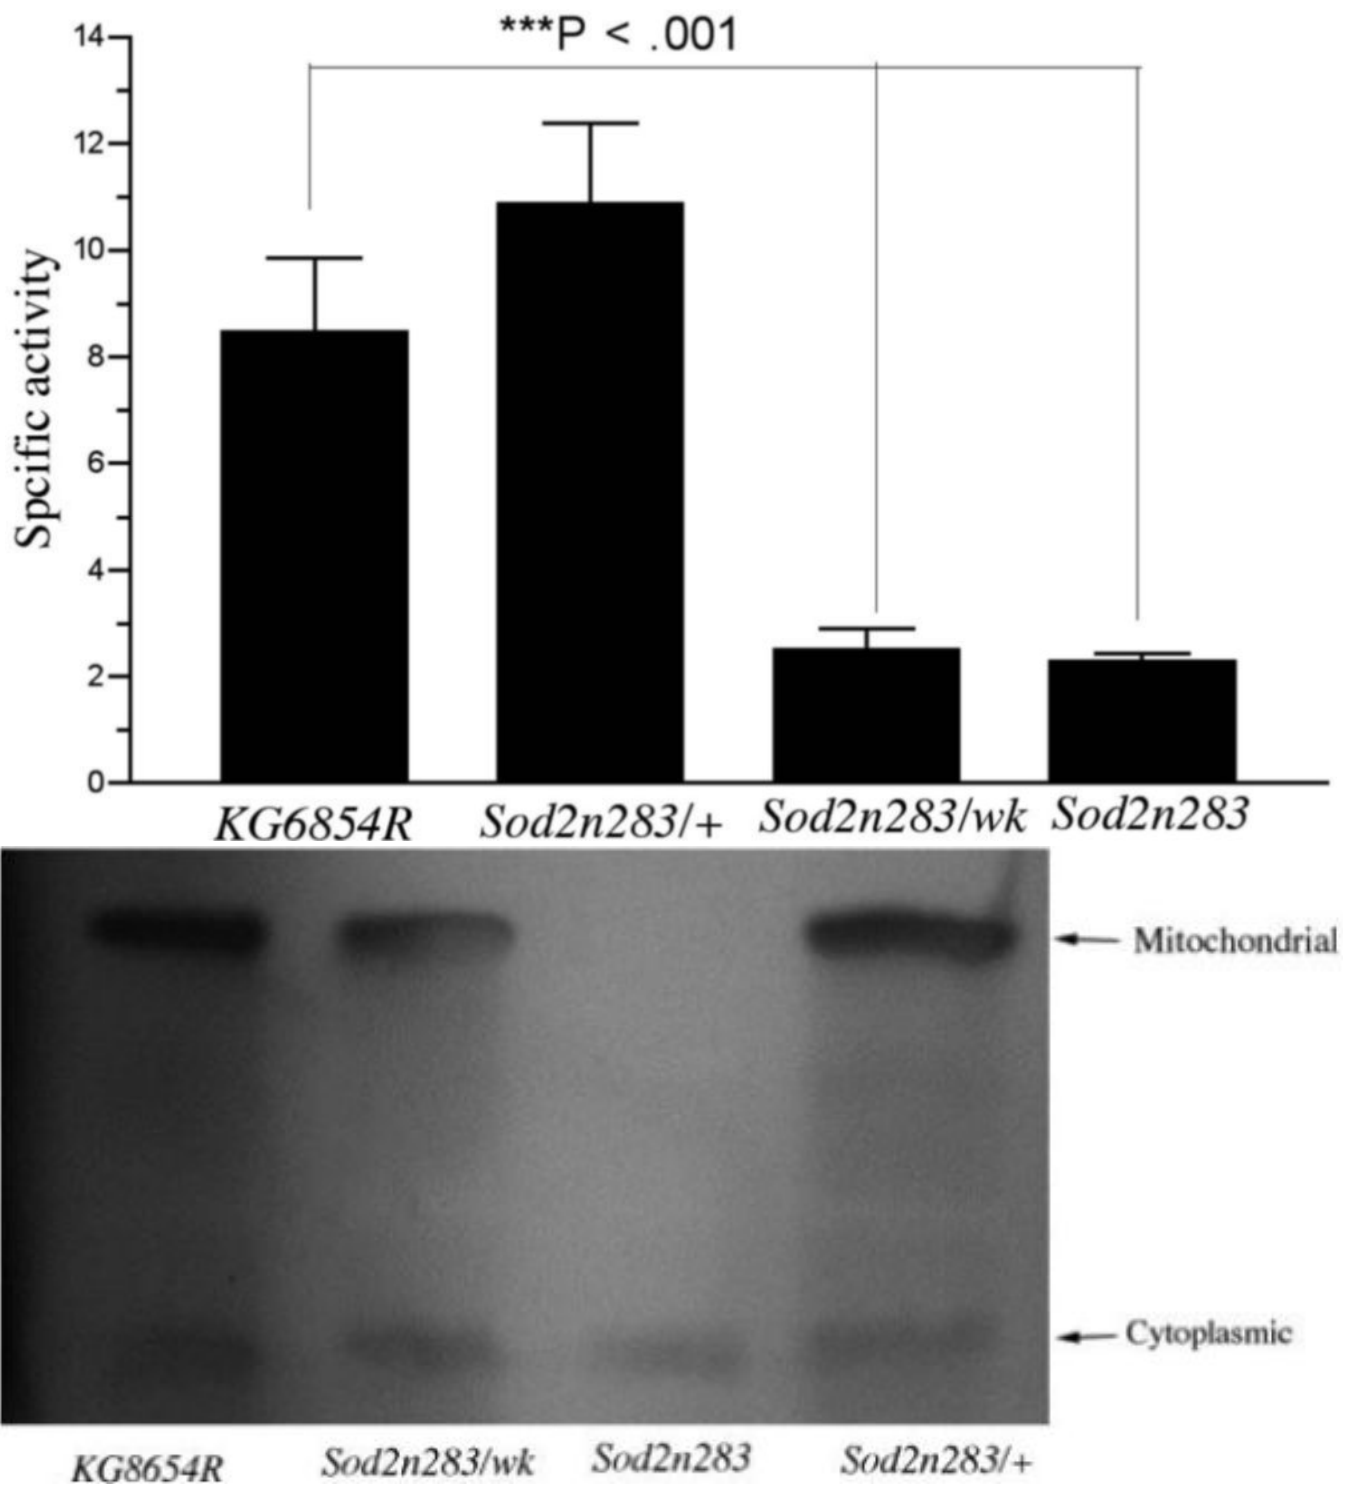 ***P < .001
14
12
10
8
6
4
2
0
Spcific activity
KG6854R Sod2n283/+ Sod2n283/wk Sod2n283
Mitochondrial
Cytoplasmic
KG8654R Sod2n283/wk Sod2n283 Sod2n283/+